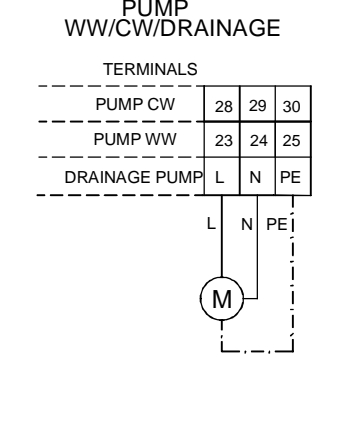 PUMP
WW/CW/DRAINAGE
TERMINALS
PUMP CW 28 29 30
PUMP WW 23 24 25
DRAINAGE PUMP L N PE
L N PE
M